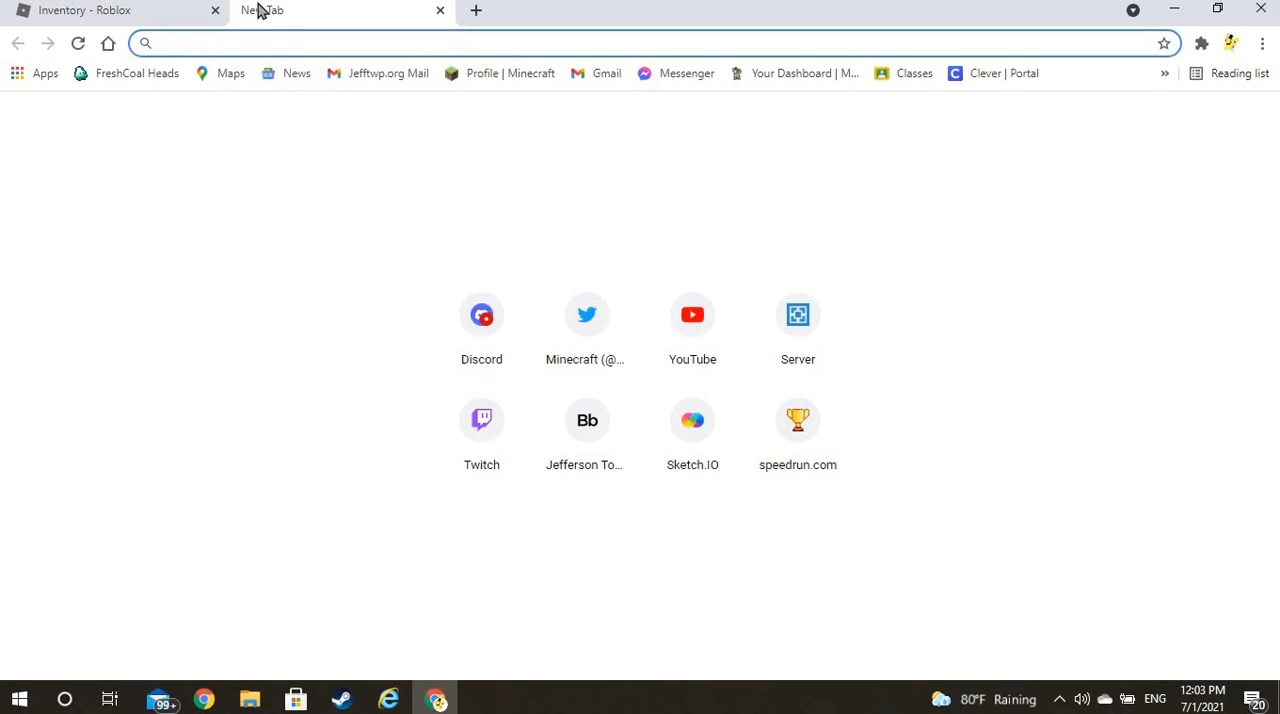 Inventory - Roblox
New Tab
Apps FreshCoal Heads Maps News Jefftwp.org Mail Profile | Minecraft Gmail Messenger Your Dashboard | M... Classes Clever | Portal » Reading list
Discord Minecraft (@... YouTube Server
Bb
Twitch Jefferson To... Sketch.IO speedrun.com
99+
80°F Raining
ENG
12:03 PM
7/1/2021
20